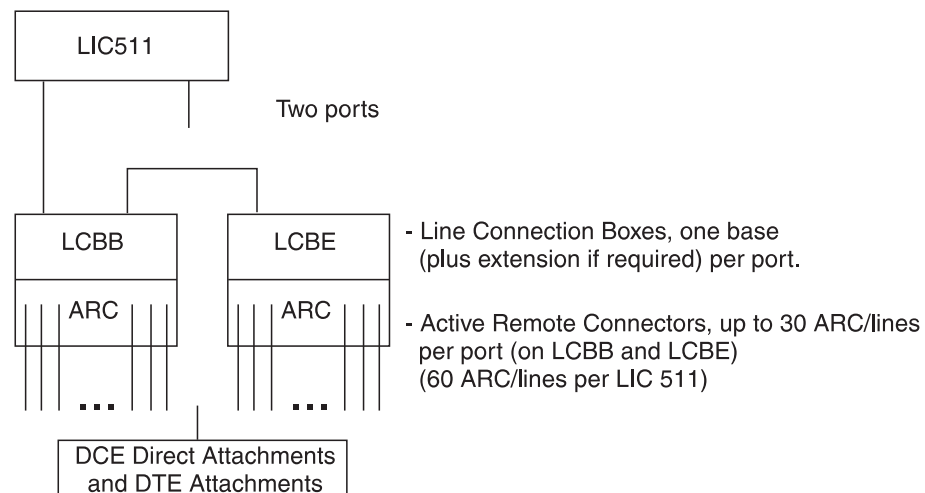 LIC511
Two ports
LCBB
LCBE
- Line Connection Boxes, one base
(plus extension if required) per port.
ARC
ARC
- Active Remote Connectors, up to 30 ARC/lines
per port (on LCBB and LCBE)
(60 ARC/lines per LIC 511)
DCE Direct Attachments
and DTE Attachments